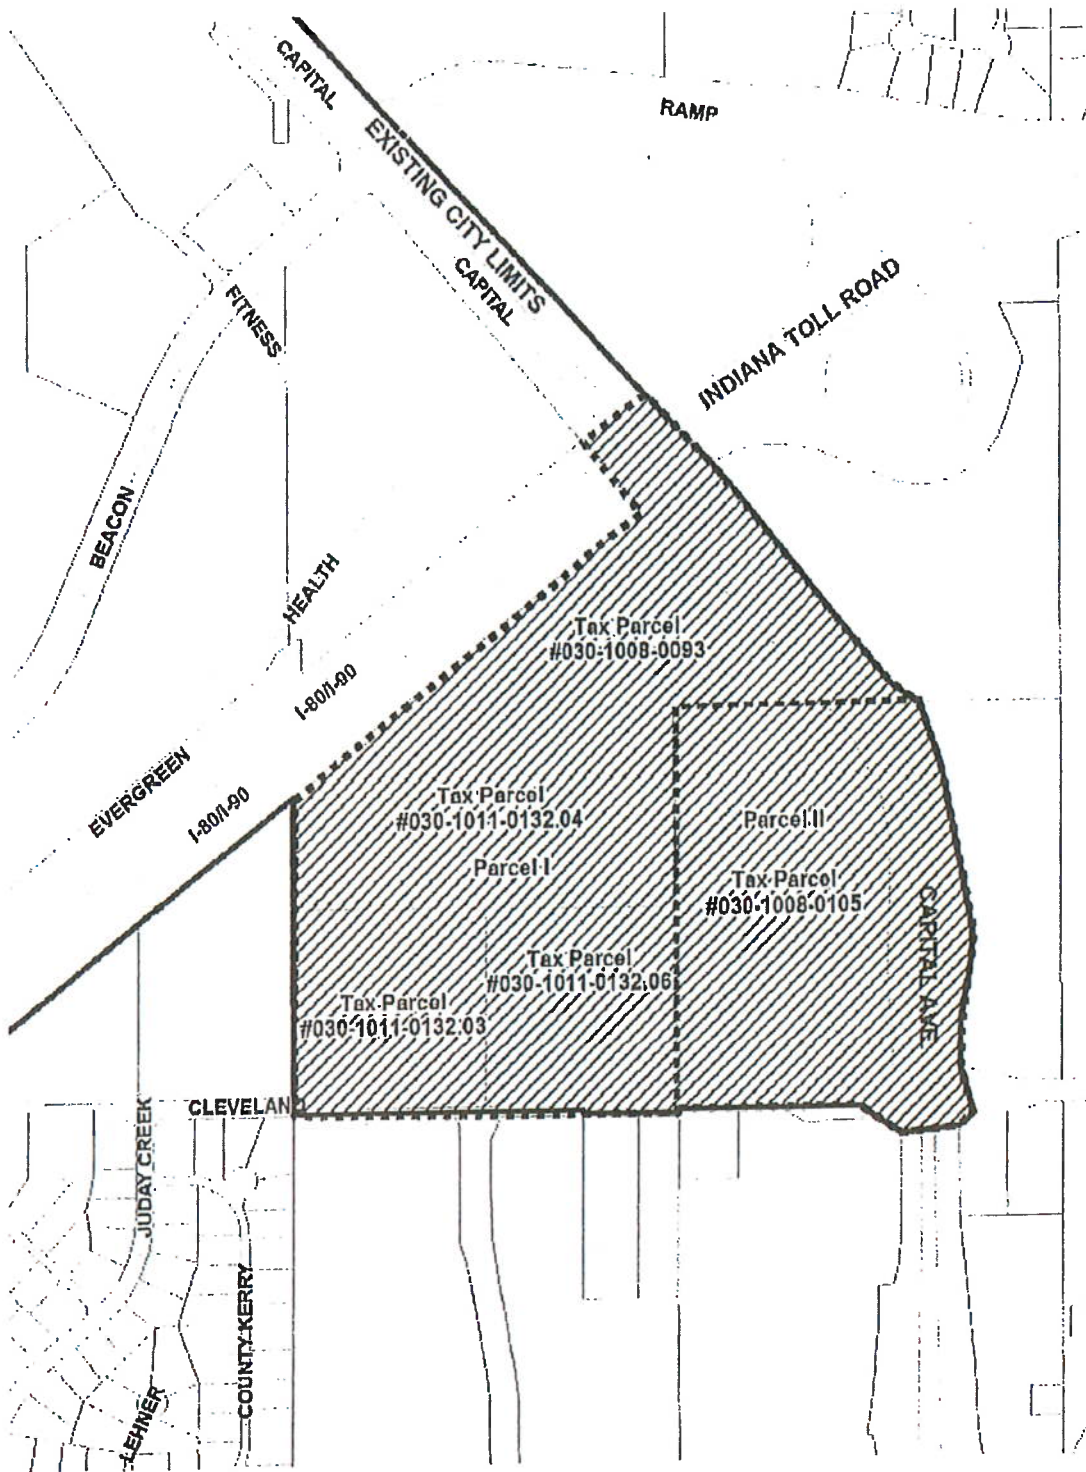 CAPITAL
RAMP
EXISTING CITY LIMITS
CAPITAL
INDIANA TOLL ROAD
FITNESS
BEACON
HEALTH
Tax Parcel
#030-1008-0093
I-80/I-90
EVERGREEN
I-80/I-90
Tax Parcel
#030-1011-0132.04
Parcel I
Parcel II
Tax Parcel
#030-1008-0105
CAPITAL AVE.
Tax Parcel
#030-1011-0132.06
Tax Parcel
#030-1011-0132.03
CLEVELAND
JUDAY CREEK
COUNTY KERRY
LEHNER